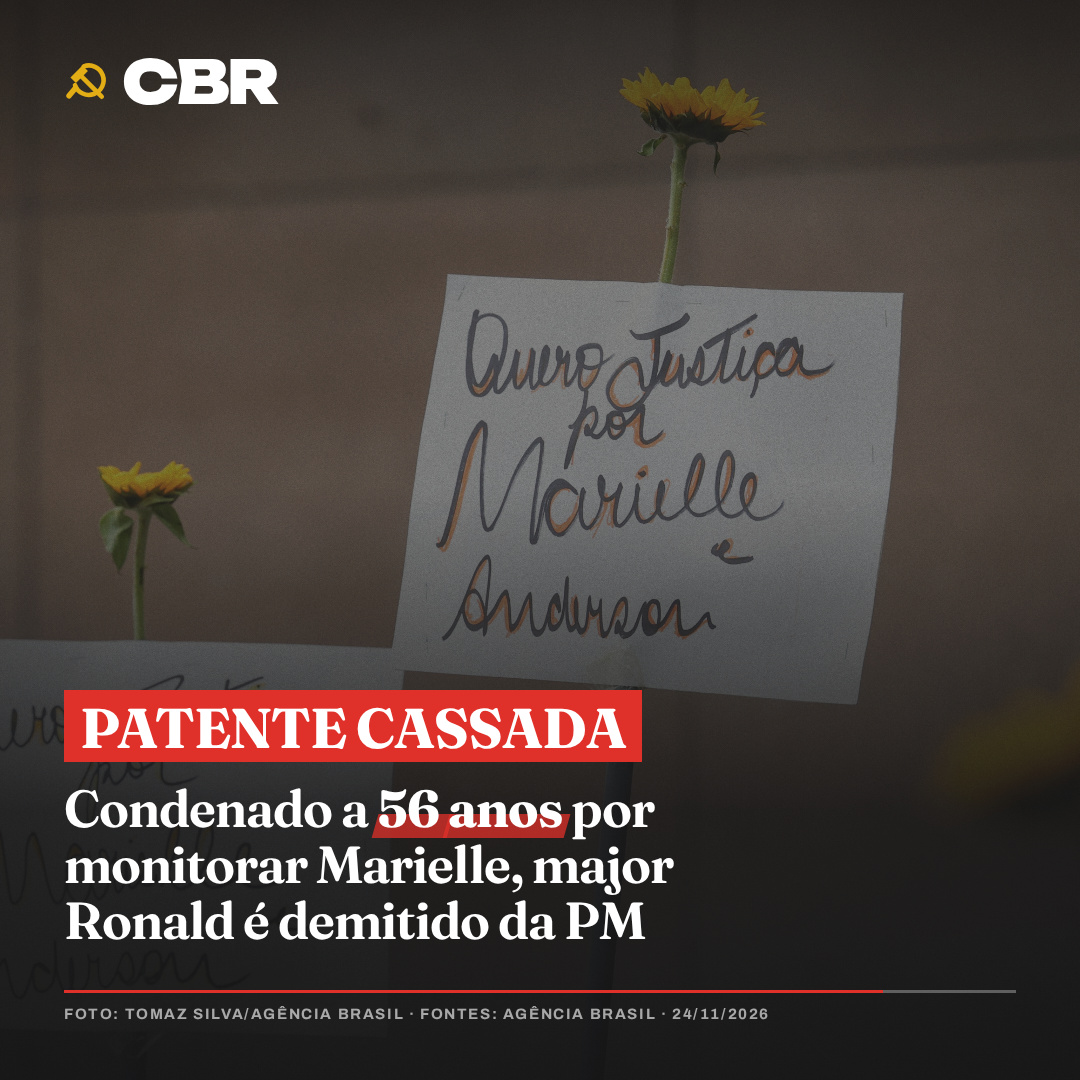 CBR
Quero Justiça
por
Marielle
e
Anderson
PATENTE CASSADA
Condenado a 56 anos por
monitorar Marielle, major
Ronald é demitido da PM
FOTO: TOMAZ SILVA/AGÊNCIA BRASIL · FONTES: AGÊNCIA BRASIL · 24/11/2026